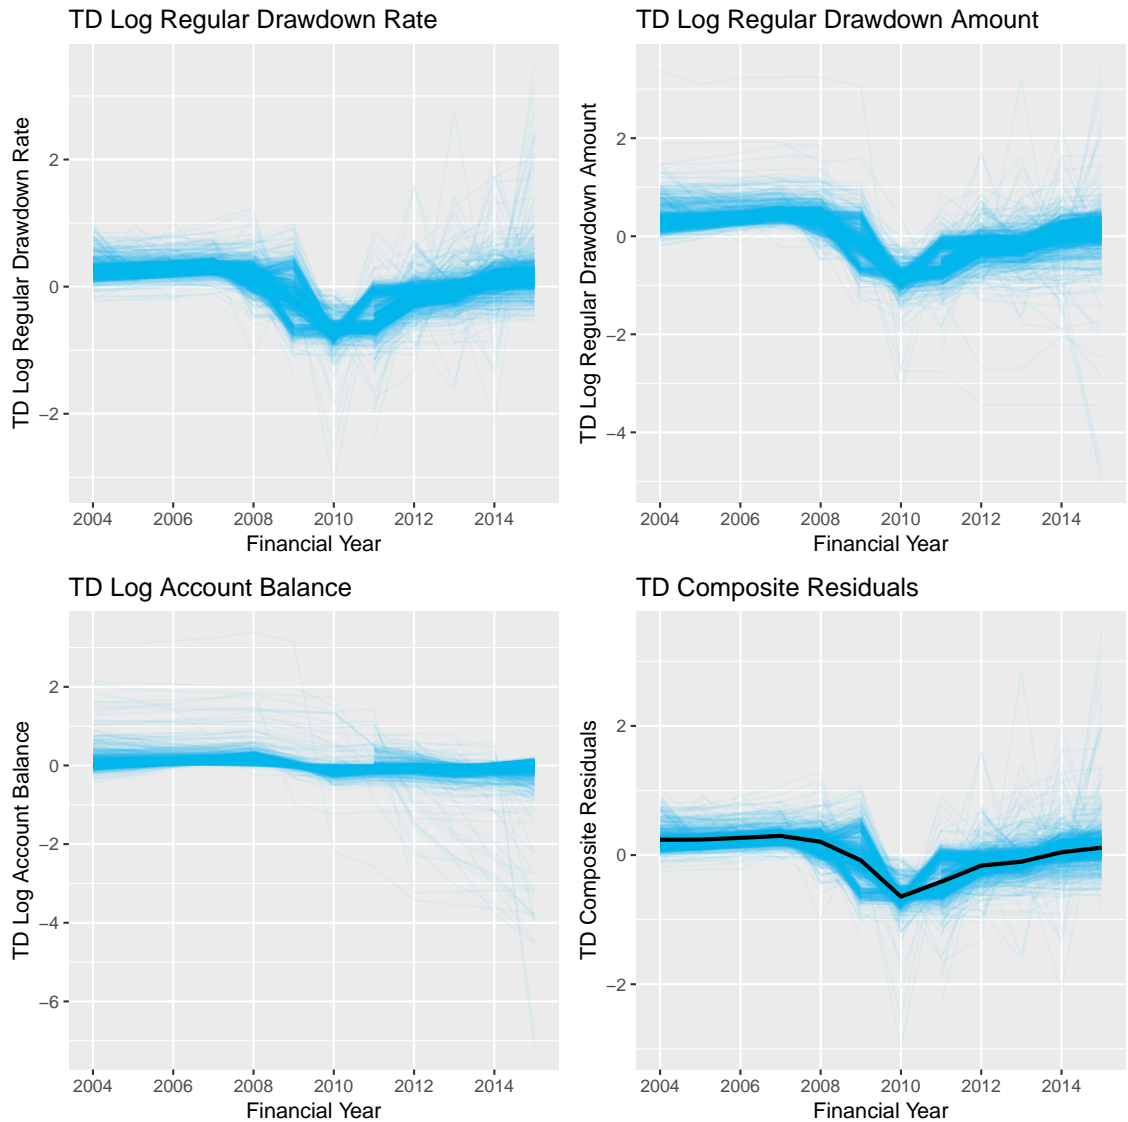 TD Log Regular Drawdown Rate
TD Log Regular Drawdown Rate
2
0
−2
2004 2006 2008 2010 2012 2014
Financial Year
TD Log Regular Drawdown Amount
TD Log Regular Drawdown Amount
2
0
−2
−4
2004 2006 2008 2010 2012 2014
Financial Year
TD Log Account Balance
TD Log Account Balance
2
0
−2
−4
−6
2004 2006 2008 2010 2012 2014
Financial Year
TD Composite Residuals
TD Composite Residuals
2
0
−2
2004 2006 2008 2010 2012 2014
Financial Year